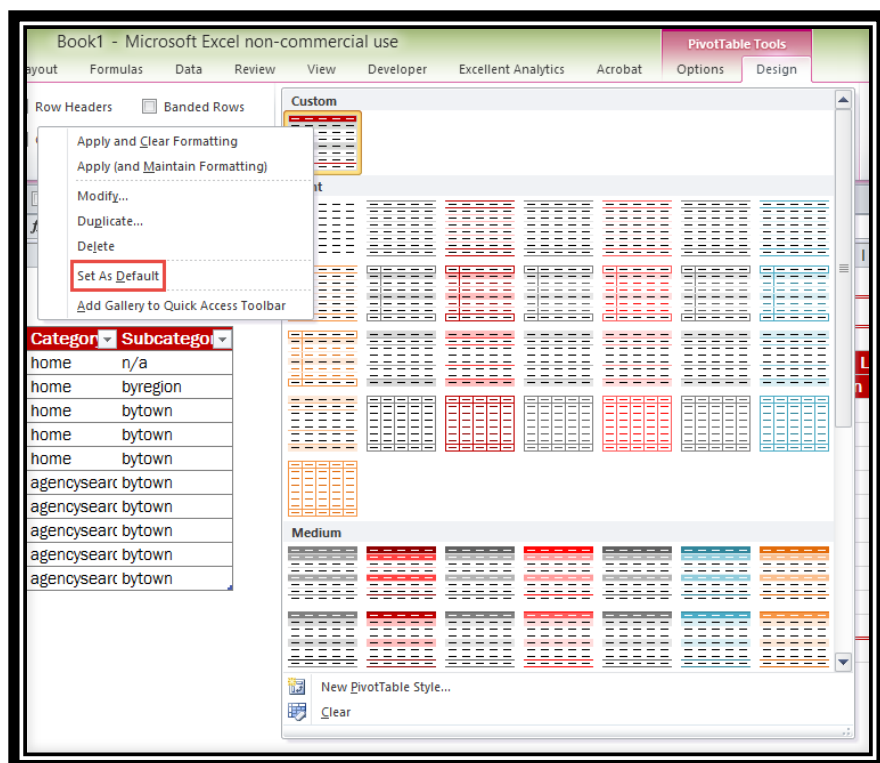 Book1 - Microsoft Excel non-commercial use
PivotTable Tools
ayout Formulas Data Review View Developer Excellent Analytics Acrobat Options Design
Row Headers Banded Rows
Custom
Apply and Clear Formatting
Apply (and Maintain Formatting)
Modify...
Duplicate...
Delete
Set As Default
Add Gallery to Quick Access Toolbar
Category Subcategor
home n/a
home byregion
home bytown
home bytown
home bytown
agencysearc bytown
agencysearc bytown
agencysearc bytown
agencysearc bytown
agencysearc bytown
Medium
New PivotTable Style...
Clear